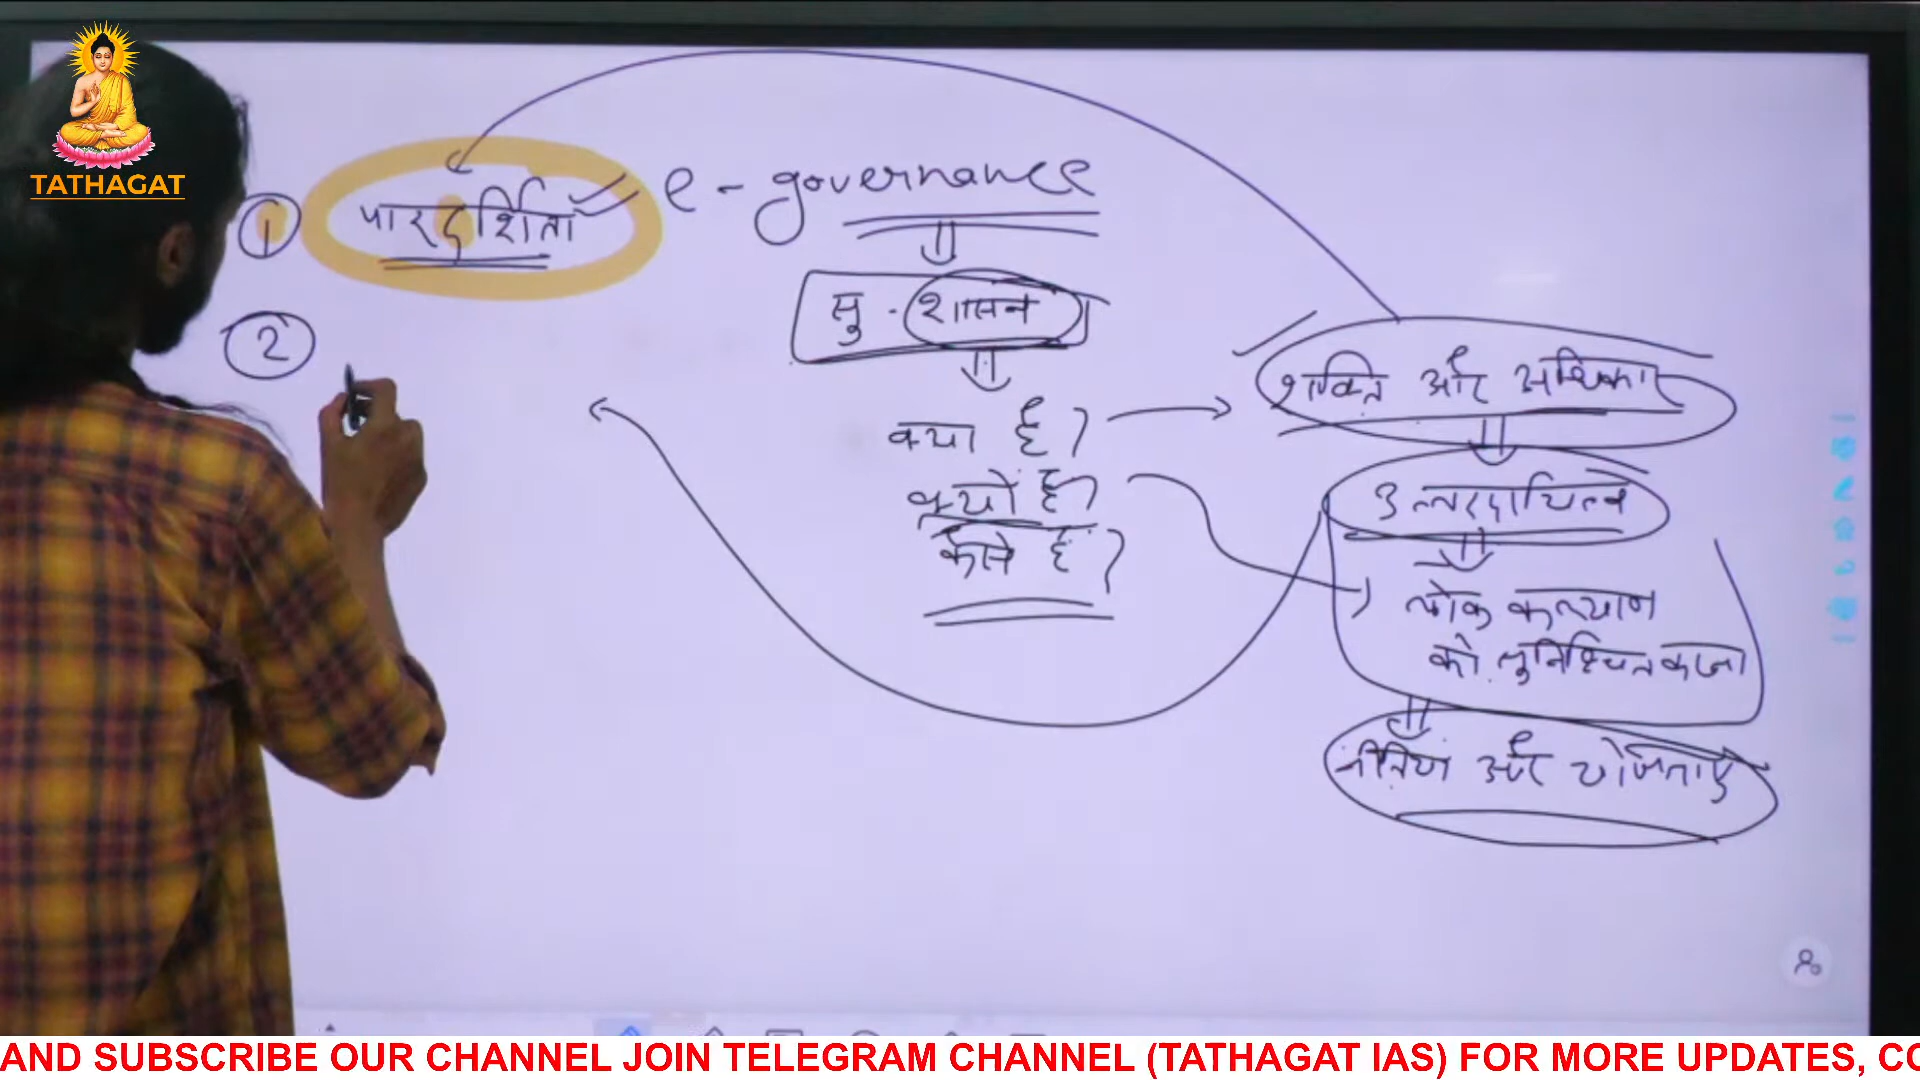 TATHAGAT
① पारदर्शिता e-governance
सु-शासन
②
क्या है?
क्यों है?
कैसे है?
शक्ति और अधिकार
उत्तरदायित्व
लोक कल्याण
को सुनिश्चित करना
नीतियां और योजनाएं
AND SUBSCRIBE OUR CHANNEL JOIN TELEGRAM CHANNEL (TATHAGAT IAS) FOR MORE UPDATES, CO